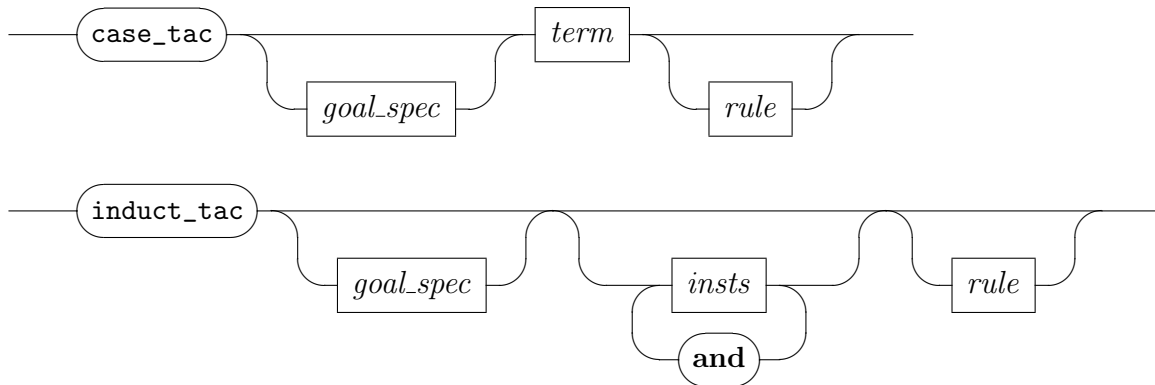 case_tac term
goal_spec rule
induct_tac
goal_spec insts rule
and